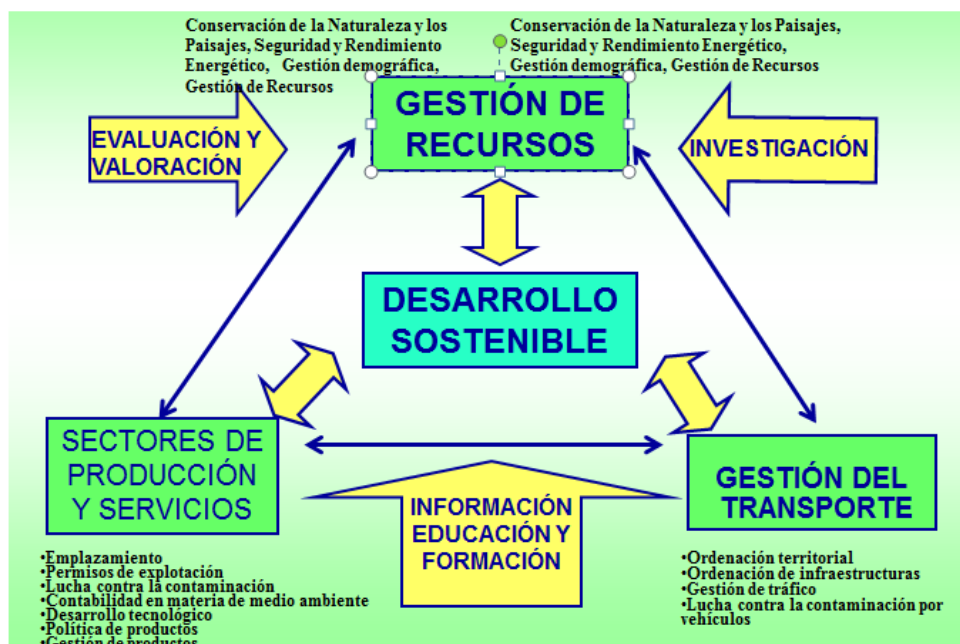 Conservación de la Naturaleza y los
Paisajes, Seguridad y Rendimiento
Energético, Gestión demográfica,
Gestión de Recursos
Conservación de la Naturaleza y los Paisajes,
Seguridad y Rendimiento Energético,
Gestión demográfica, Gestión de Recursos
GESTIÓN DE
RECURSOS
EVALUACIÓN Y
VALORACIÓN
INVESTIGACIÓN
DESARROLLO
SOSTENIBLE
SECTORES DE
PRODUCCIÓN
Y SERVICIOS
GESTIÓN DEL
TRANSPORTE
INFORMACIÓN
EDUCACIÓN Y
FORMACIÓN
•Emplazamiento
•Permisos de explotación
•Lucha contra la contaminación
•Contabilidad en materia de medio ambiente
•Desarrollo tecnológico
•Política de productos
•Gestión de productos
•Ordenación territorial
•Ordenación de infraestructuras
•Gestión de tráfico
•Lucha contra la contaminación por
vehículos